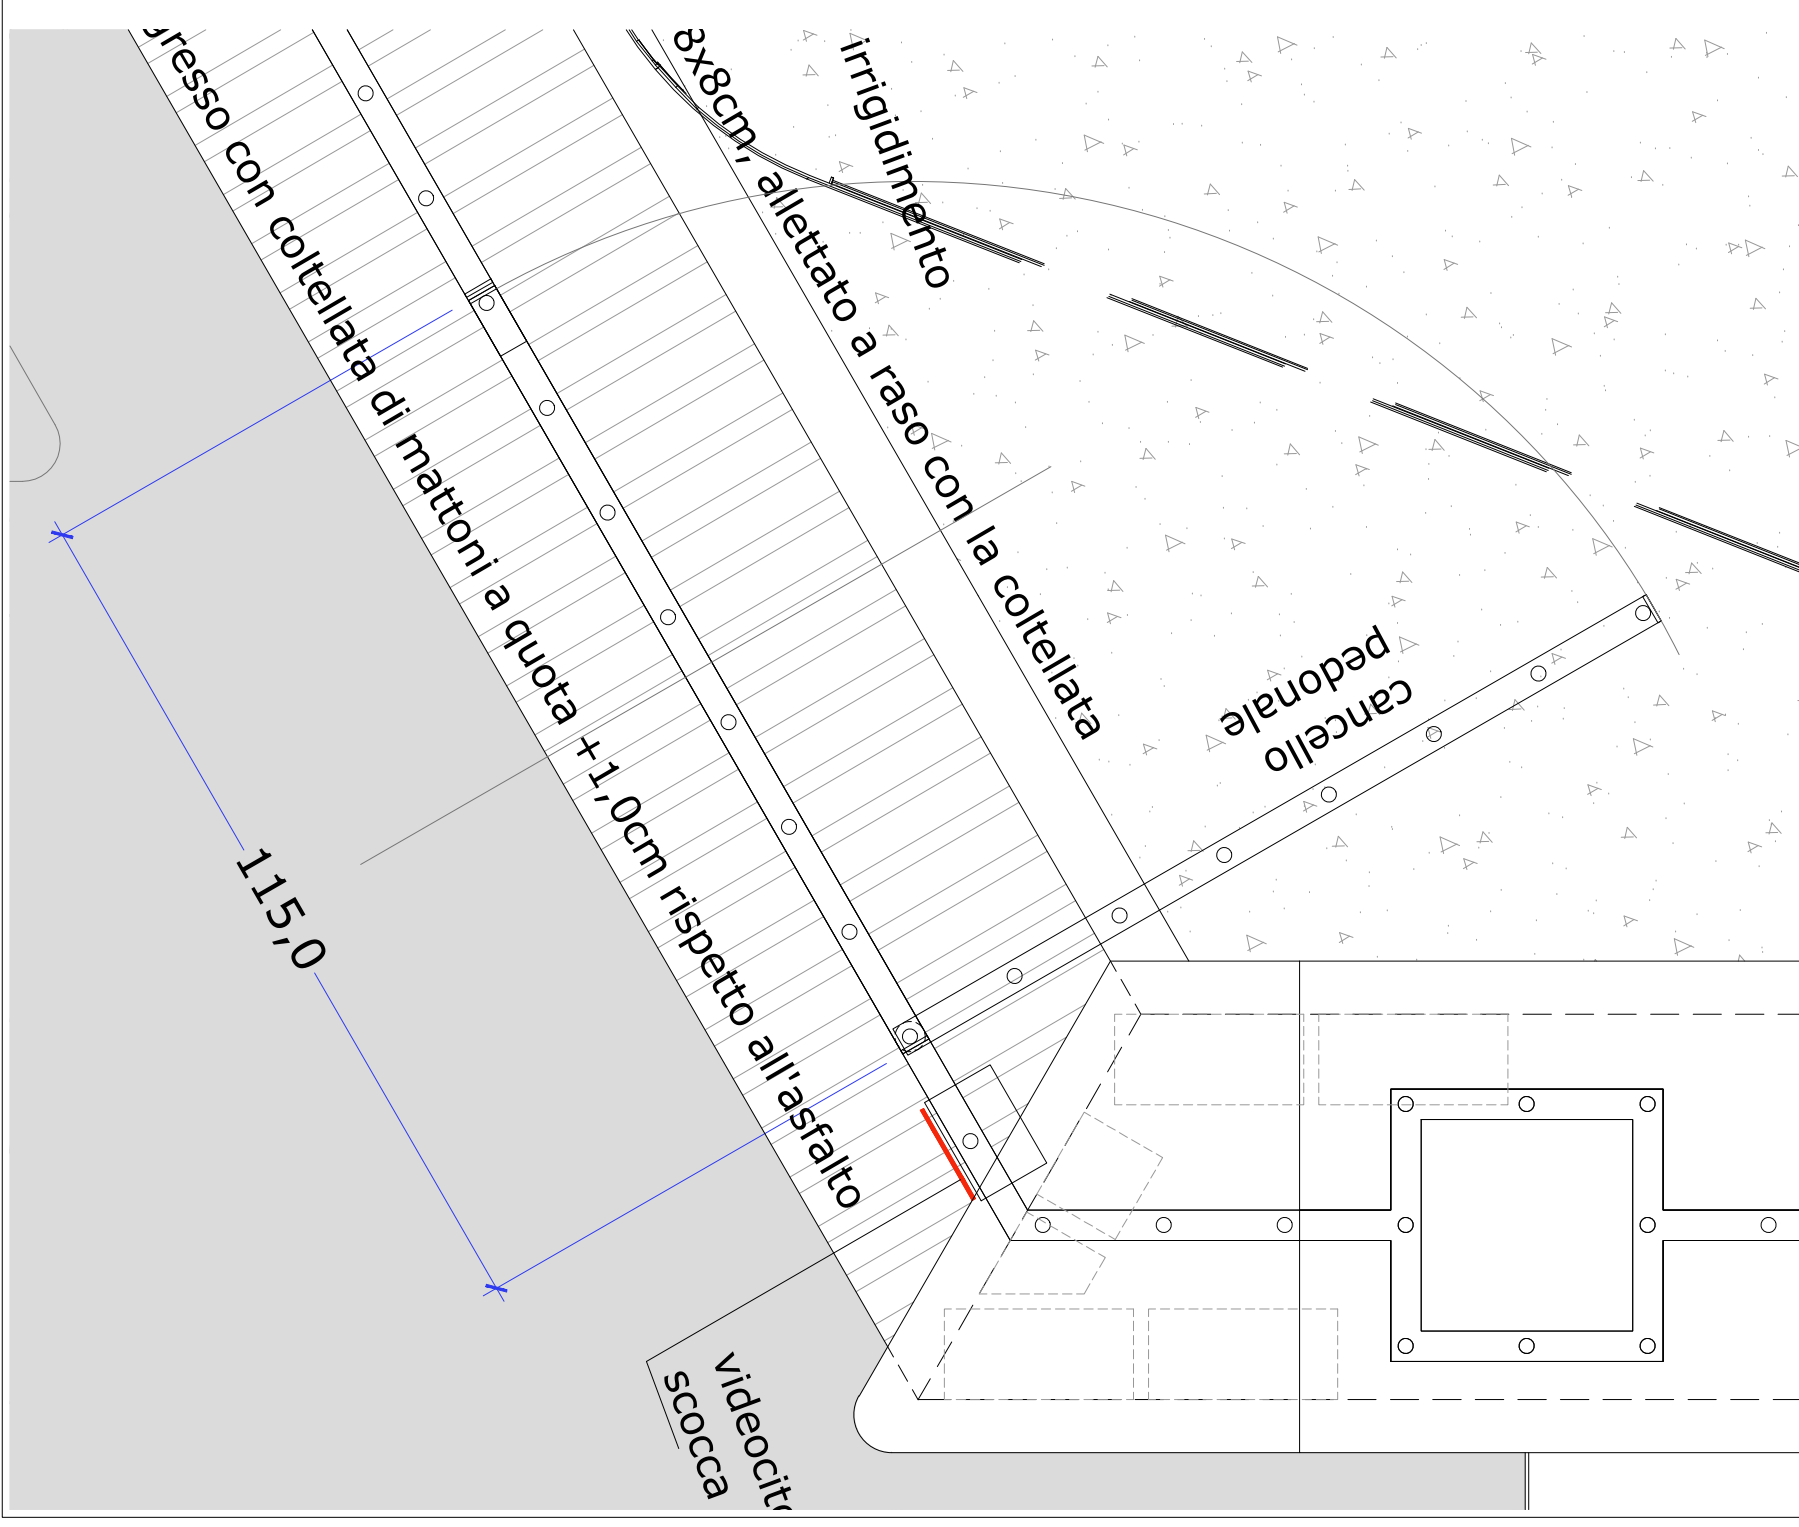 gresso con coltellata di mattoni a quota +1,0cm rispetto all'asfalto
8x8cm, allettato a raso con la coltellata
irrigidimento
cancello
pedonale
115,0
videocito
scocca